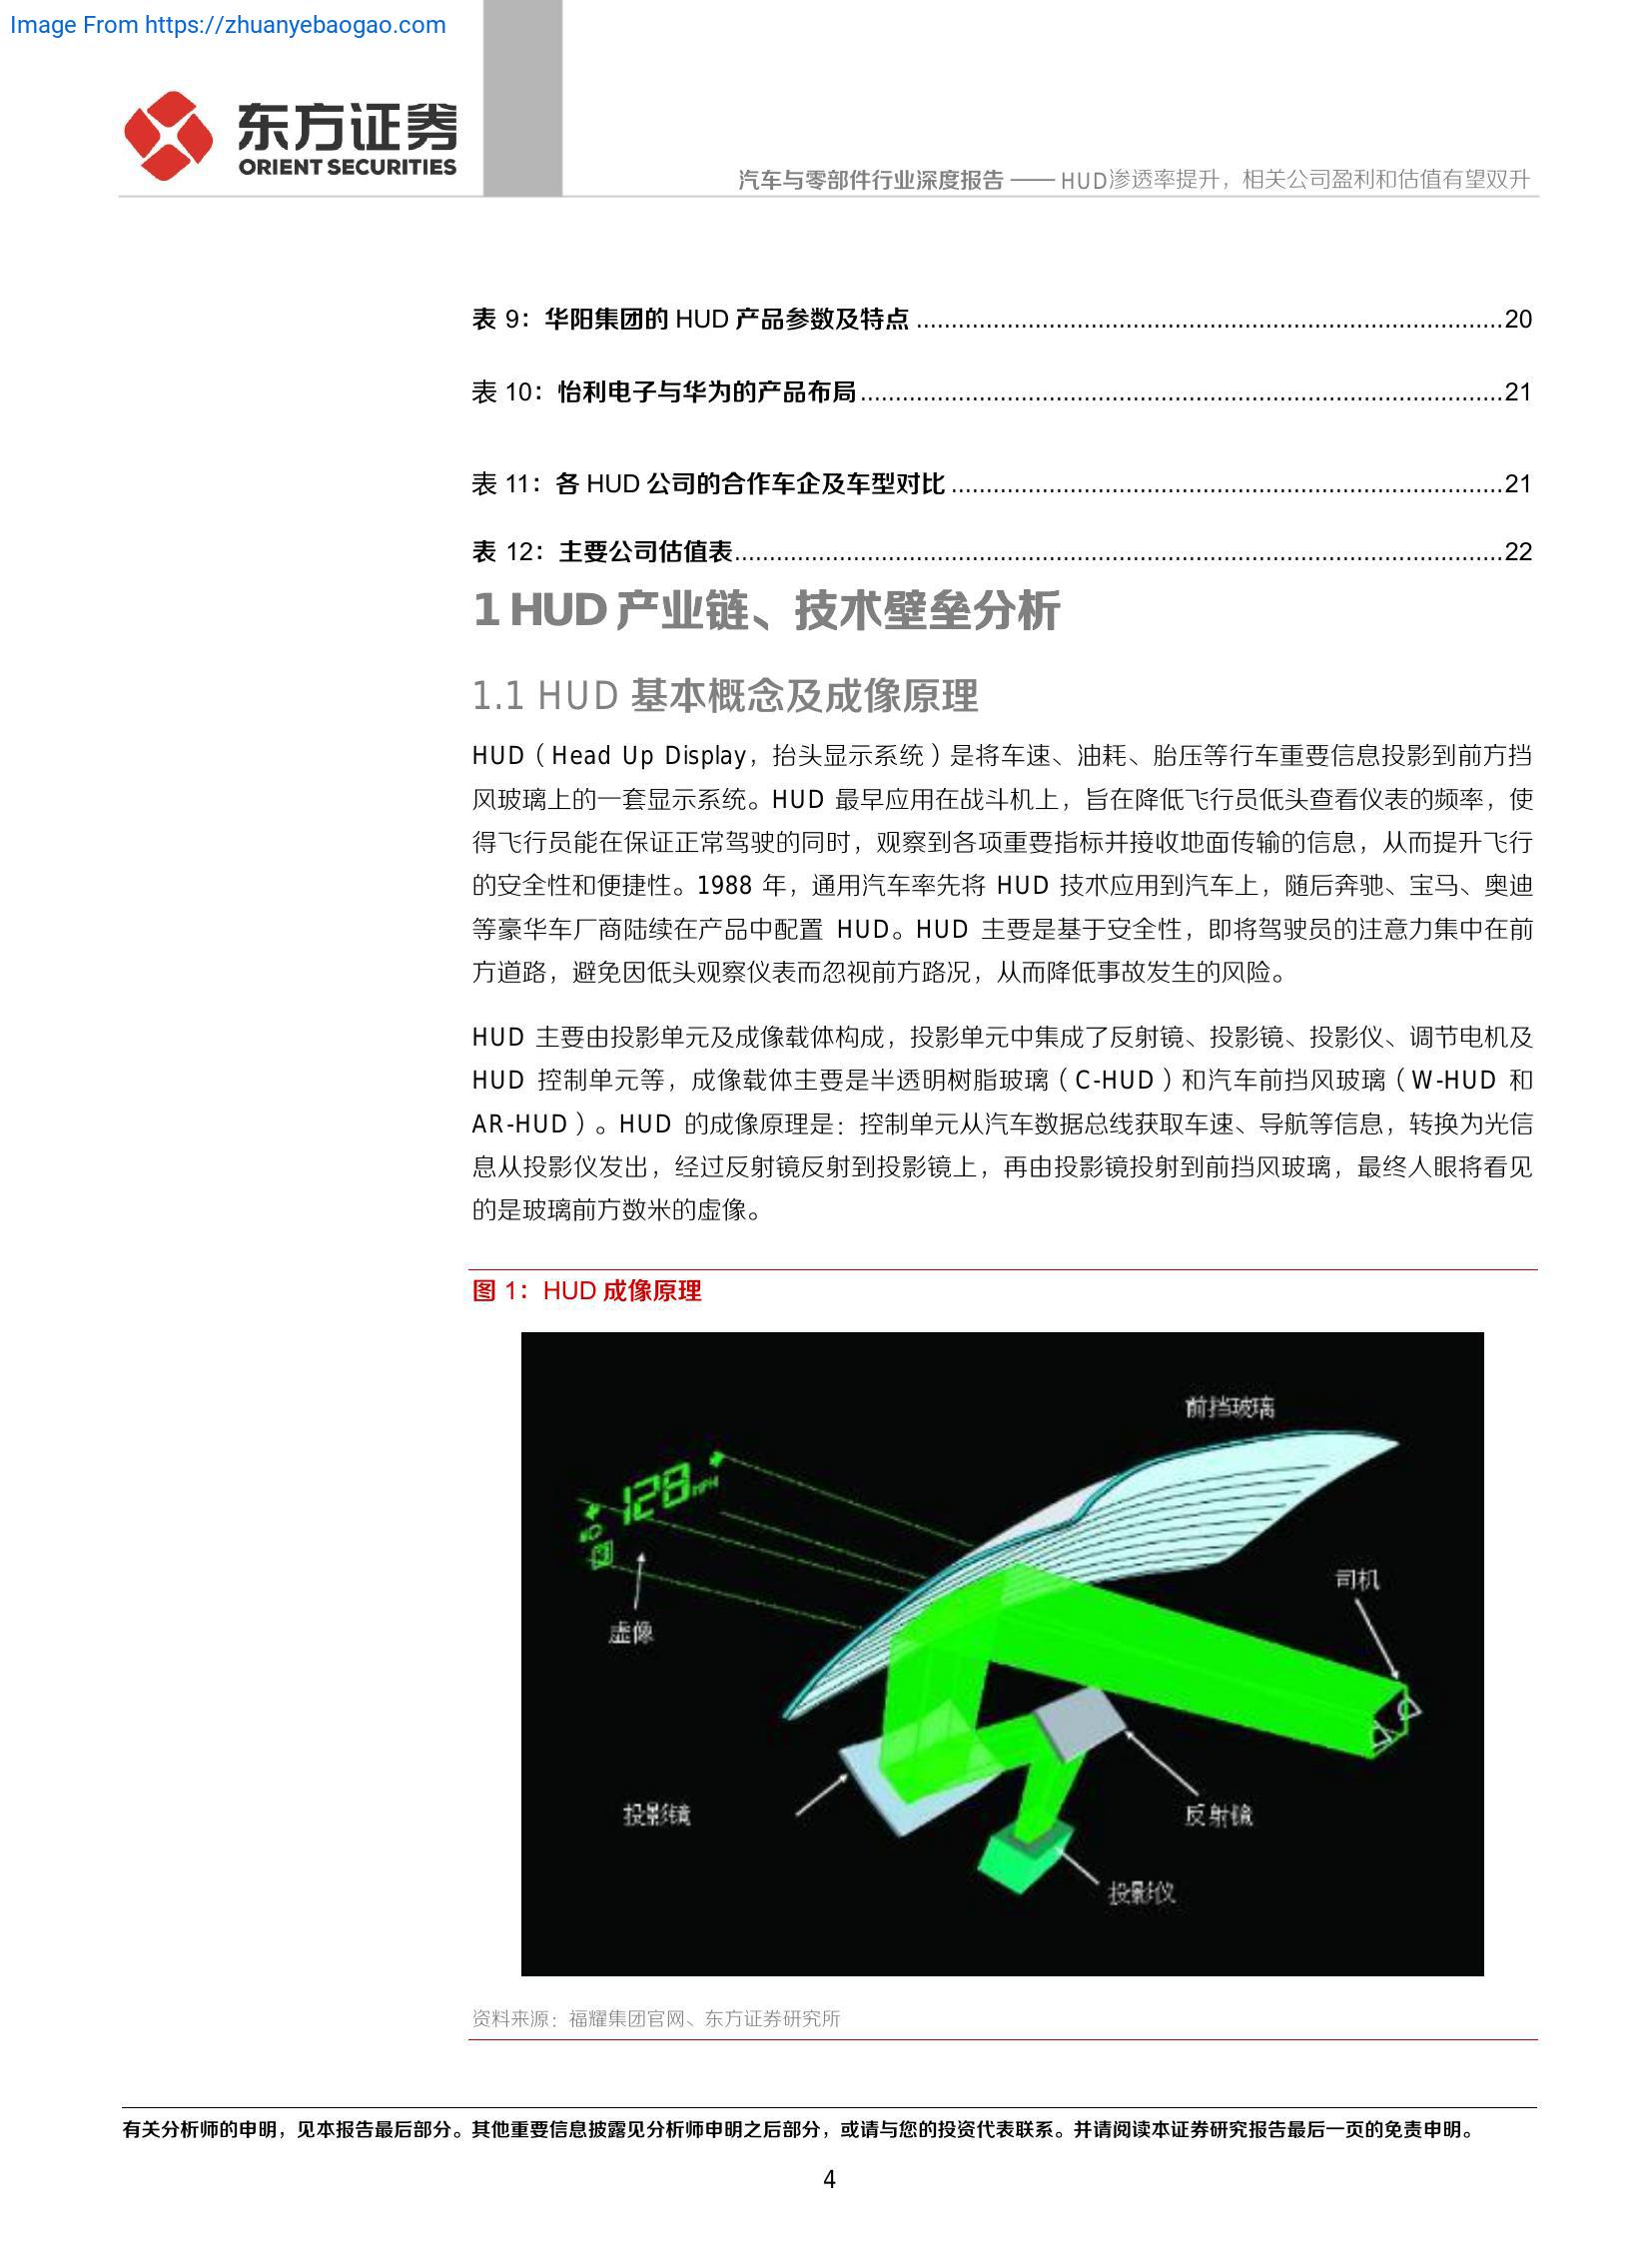 Image From https://zhuanyebaogao.com
东方证券
ORIENT SECURITIES
汽车与零部件行业深度报告 —— HUD渗透率提升，相关公司盈利和估值有望双升
表 9：华阳集团的 HUD 产品参数及特点 ....................................................................................20
表 10：怡利电子与华为的产品布局............................................................................................21
表 11：各 HUD 公司的合作车企及车型对比 ...............................................................................21
表 12：主要公司估值表..............................................................................................................22
1 HUD 产业链、技术壁垒分析
1.1 HUD 基本概念及成像原理
HUD（Head Up Display，抬头显示系统）是将车速、油耗、胎压等行车重要信息投影到前方挡
风玻璃上的一套显示系统。HUD 最早应用在战斗机上，旨在降低飞行员低头查看仪表的频率，使
得飞行员能在保证正常驾驶的同时，观察到各项重要指标并接收地面传输的信息，从而提升飞行
的安全性和便捷性。1988 年，通用汽车率先将 HUD 技术应用到汽车上，随后奔驰、宝马、奥迪
等豪华车厂商陆续在产品中配置 HUD。HUD 主要是基于安全性，即将驾驶员的注意力集中在前
方道路，避免因低头观察仪表而忽视前方路况，从而降低事故发生的风险。
HUD 主要由投影单元及成像载体构成，投影单元中集成了反射镜、投影镜、投影仪、调节电机及
HUD 控制单元等，成像载体主要是半透明树脂玻璃（C-HUD）和汽车前挡风玻璃（W-HUD 和
AR-HUD）。HUD 的成像原理是：控制单元从汽车数据总线获取车速、导航等信息，转换为光信
息从投影仪发出，经过反射镜反射到投影镜上，再由投影镜投射到前挡风玻璃，最终人眼将看见
的是玻璃前方数米的虚像。
图 1：HUD 成像原理
前挡玻璃
128 MPH
司机
虚像
投影镜
反射镜
投影仪
资料来源：福耀集团官网、东方证券研究所
有关分析师的申明，见本报告最后部分。其他重要信息披露见分析师申明之后部分，或请与您的投资代表联系。并请阅读本证券研究报告最后一页的免责申明。
4